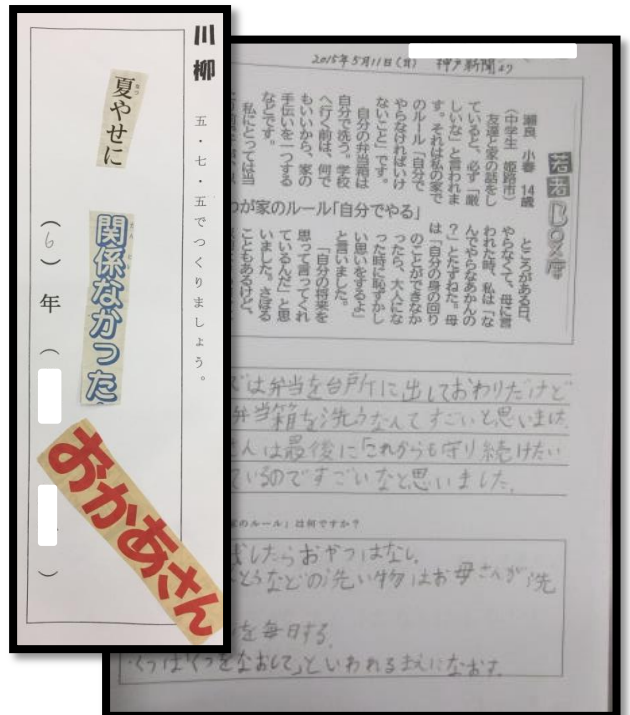 川柳
五・七・五でつくりましょう。
夏やせに
なつ
関係なかった
かんけい
おかあさん
(6)年(
)
2015年5月11日(月) 神戸新聞より
若者BOX席
瀬良 小春 14歳
(中学生 姫路市)
友達と家の話をし
ていると、必ず「厳
しいな」と言われま
す。それは私の家で
のルール「自分で
やらなければいけ
ないこと」です。
自分の弁当箱は
自分で洗う。学校
へ行く前は、何で
もいいから、家の
手伝いを一つする
などです。
私にとっては当
わが家のルール「自分でやる」
ところがある日、
やらなくて、母に言
われた時、私は「な
んでやらなあかんの
?」とたずねた。母
は「自分の身の回り
のことができなか
ったら、大人にな
った時に恥ずかし
い思いをするよ」
と言いました。
「自分の将来を
思って言ってくれ
ているんだ」と思
いました。さぼる
こともあるけど、
では弁当を台所に出しておわりだけど
弁当箱を洗うなんてすごいと思いました。
さんは最後に「これからも守り続けたい
ているのですごいなと思いました。
家のルール」は何ですか?
残したらおやつはなし。
とうなどの洗い物はお母さんが洗
を毎日する。
くつは「くつをなおして」といわれるまえになおす。